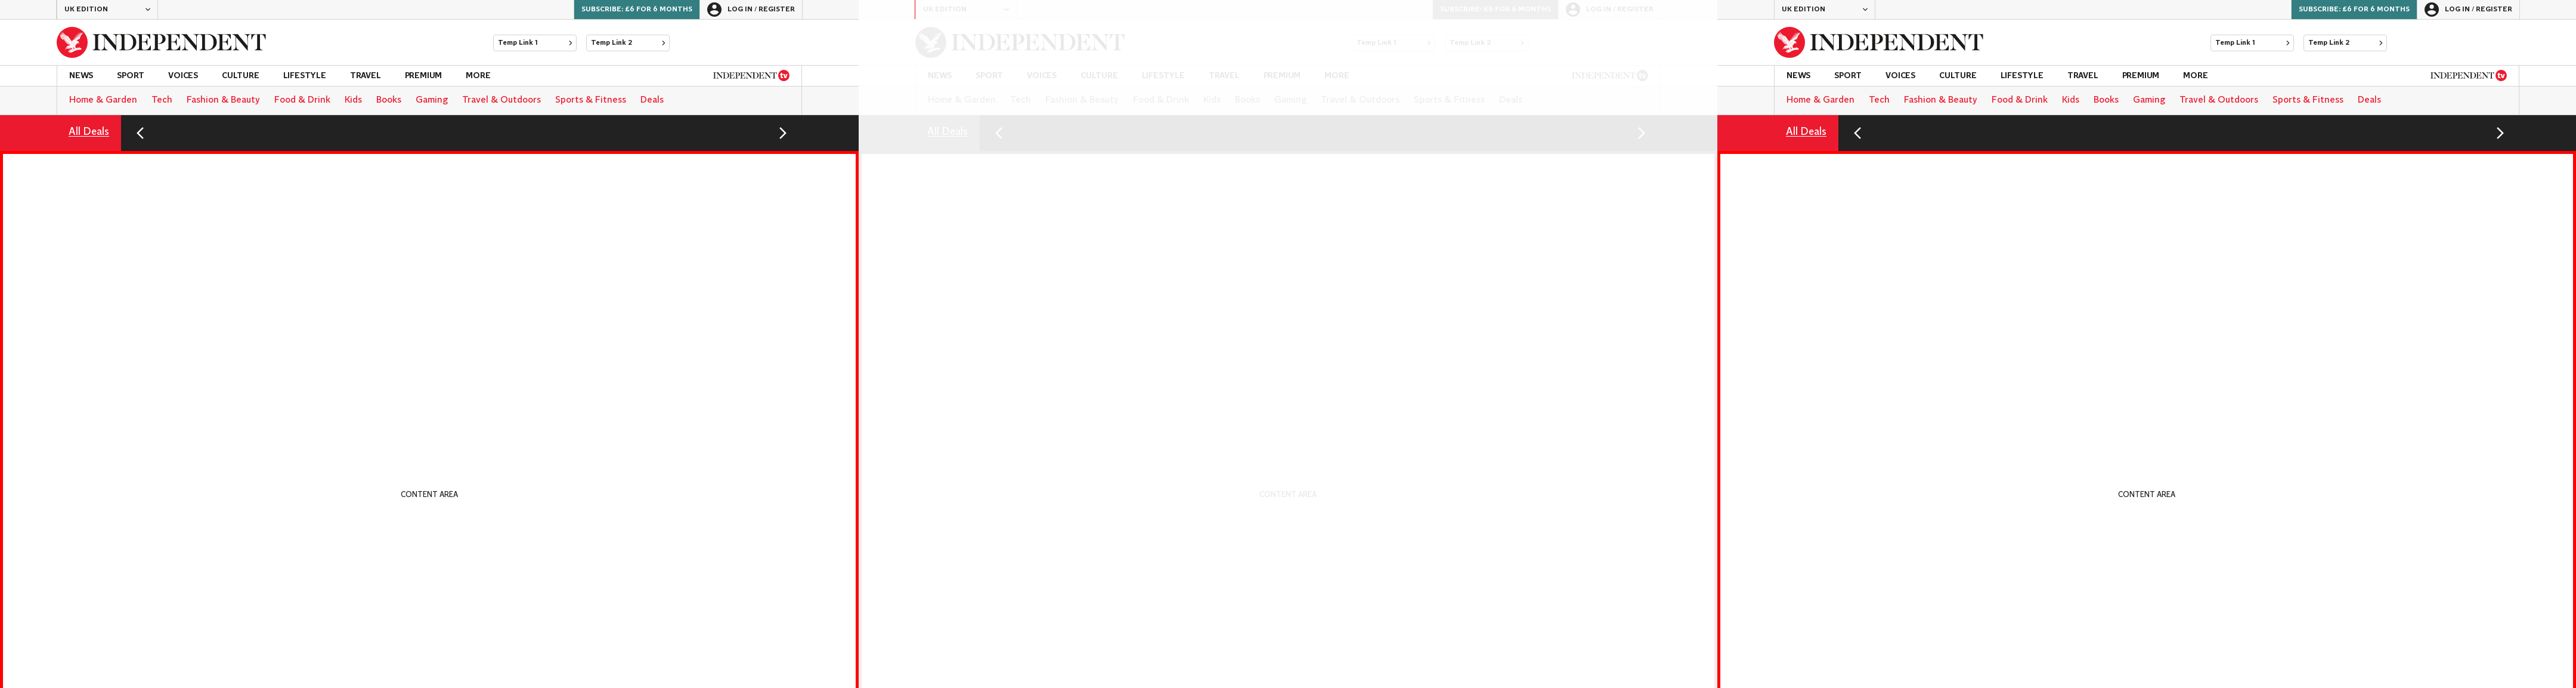 UK EDITION SUBSCRIBE: £6 FOR 6 MONTHS LOG IN / REGISTER
INDEPENDENT Temp Link 1 Temp Link 2
NEWS SPORT VOICES CULTURE LIFESTYLE TRAVEL PREMIUM MORE INDEPENDENT tv
Home & Garden Tech Fashion & Beauty Food & Drink Kids Books Gaming Travel & Outdoors Sports & Fitness Deals
All Deals
CONTENT AREA
UK EDITION SUBSCRIBE: £6 FOR 6 MONTHS LOG IN / REGISTER
INDEPENDENT Temp Link 1 Temp Link 2
NEWS SPORT VOICES CULTURE LIFESTYLE TRAVEL PREMIUM MORE INDEPENDENT tv
Home & Garden Tech Fashion & Beauty Food & Drink Kids Books Gaming Travel & Outdoors Sports & Fitness Deals
All Deals
CONTENT AREA
UK EDITION SUBSCRIBE: £6 FOR 6 MONTHS LOG IN / REGISTER
INDEPENDENT Temp Link 1 Temp Link 2
NEWS SPORT VOICES CULTURE LIFESTYLE TRAVEL PREMIUM MORE INDEPENDENT tv
Home & Garden Tech Fashion & Beauty Food & Drink Kids Books Gaming Travel & Outdoors Sports & Fitness Deals
All Deals
CONTENT AREA